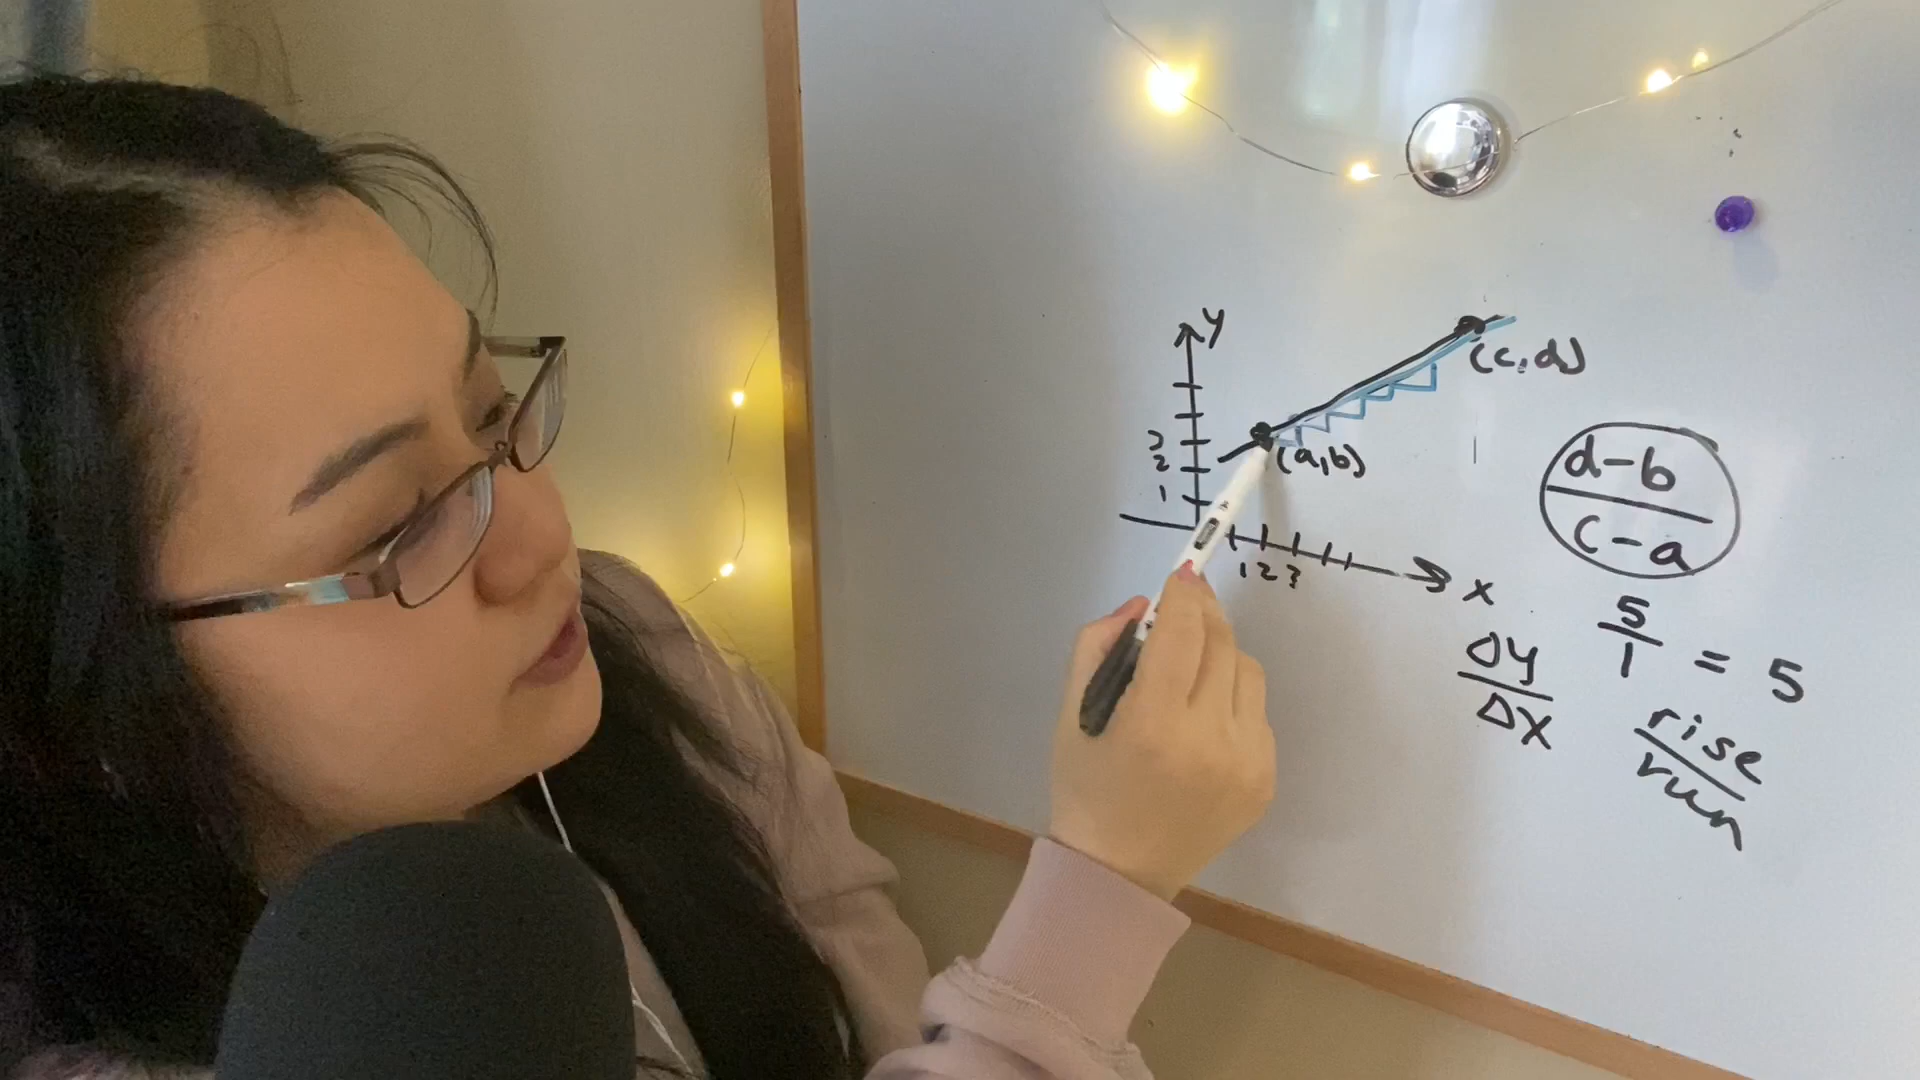 y
(c,d)
3
2
(a,b)
1
1 2 3
x
d-b
c-a
5
1
= 5
Δy
Δx
rise
run